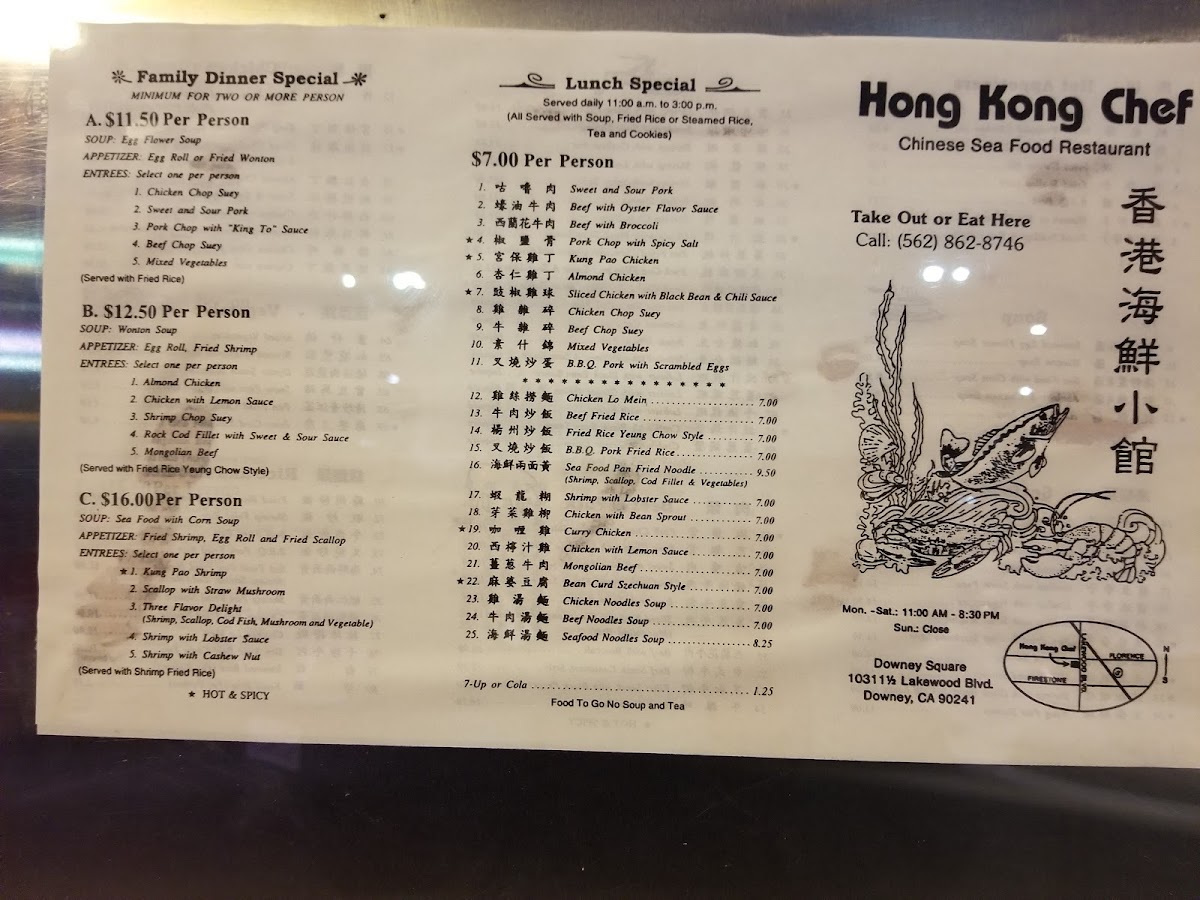 Family Dinner Special
MINIMUM FOR TWO OR MORE PERSON
A. $11.50 Per Person
SOUP: Egg Flower Soup
APPETIZER: Egg Roll or Fried Wonton
ENTREES: Select one per person
1. Chicken Chop Suey
2. Sweet and Sour Pork
3. Pork Chop with "King To" Sauce
4. Beef Chop Suey
5. Mixed Vegetables
(Served with Fried Rice)
B. $12.50 Per Person
SOUP: Wonton Soup
APPETIZER: Egg Roll, Fried Shrimp
ENTREES: Select one per person
1. Almond Chicken
2. Chicken with Lemon Sauce
3. Shrimp Chop Suey
4. Rock Cod Fillet with Sweet & Sour Sauce
5. Mongolian Beef
(Served with Fried Rice Yeung Chow Style)
C. $16.00 Per Person
SOUP: Sea Food with Corn Soup
APPETIZER: Fried Shrimp, Egg Roll and Fried Scallop
ENTREES: Select one per person
★ 1. Kung Pao Shrimp
2. Scallop with Straw Mushroom
3. Three Flavor Delight
(Shrimp, Scallop, Cod Fish, Mushroom and Vegetable)
4. Shrimp with Lobster Sauce
5. Shrimp with Cashew Nut
(Served with Shrimp Fried Rice)
★ HOT & SPICY
Lunch Special
Served daily 11:00 a.m. to 3:00 p.m.
(All Served with Soup, Fried Rice or Steamed Rice,
Tea and Cookies)
$7.00 Per Person
1. 咕嚕肉 Sweet and Sour Pork
2. 蠔油牛肉 Beef with Oyster Flavor Sauce
3. 西蘭花牛肉 Beef with Broccoli
★ 4. 椒鹽骨 Pork Chop with Spicy Salt
★ 5. 宮保雞丁 Kung Pao Chicken
6. 杏仁雞丁 Almond Chicken
★ 7. 豉椒雞球 Sliced Chicken with Black Bean & Chili Sauce
8. 雞雜碎 Chicken Chop Suey
9. 牛雜碎 Beef Chop Suey
10. 素什錦 Mixed Vegetables
11. 叉燒炒蛋 B.B.Q. Pork with Scrambled Eggs
* * * * * * * * * * * * * * * *
12. 雞絲撈麵 Chicken Lo Mein 7.00
13. 牛肉炒飯 Beef Fried Rice 7.00
14. 楊州炒飯 Fried Rice Yeung Chow Style 7.00
15. 叉燒炒飯 B.B.Q. Pork Fried Rice 7.00
16. 海鮮兩面黃 Sea Food Pan Fried Noodle 9.50
(Shrimp, Scallop, Cod Fillet & Vegetables)
17. 蝦龍糊 Shrimp with Lobster Sauce 7.00
18. 芽菜雞柳 Chicken with Bean Sprout 7.00
★ 19. 咖喱雞 Curry Chicken 7.00
20. 西檸汁雞 Chicken with Lemon Sauce 7.00
21. 薑蔥牛肉 Mongolian Beef 7.00
★ 22. 麻婆豆腐 Bean Curd Szechuan Style 7.00
23. 雞湯麵 Chicken Noodles Soup 7.00
24. 牛肉湯麵 Beef Noodles Soup 7.00
25. 海鮮湯麵 Seafood Noodles Soup 8.25
7-Up or Cola 1.25
Food To Go No Soup and Tea
Hong Kong Chef
Chinese Sea Food Restaurant
香港海鮮小館
Take Out or Eat Here
Call: (562) 862-8746
Mon. -Sat.: 11:00 AM - 8:30 PM
Sun.: Close
Downey Square
10311½ Lakewood Blvd.
Downey, CA 90241
Hong Kong Chef
LAKEWOOD BLVD
FLORENCE
FIRESTONE
N
S